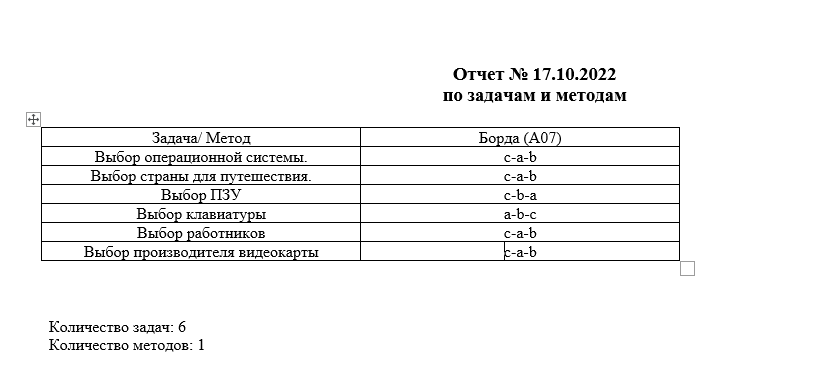 Отчет № 17.10.2022
по задачам и методам
Задача/ Метод Борда (А07)
Выбор операционной системы. c-a-b
Выбор страны для путешествия. c-a-b
Выбор ПЗУ c-b-a
Выбор клавиатуры a-b-c
Выбор работников c-a-b
Выбор производителя видеокарты c-a-b
Количество задач: 6
Количество методов: 1